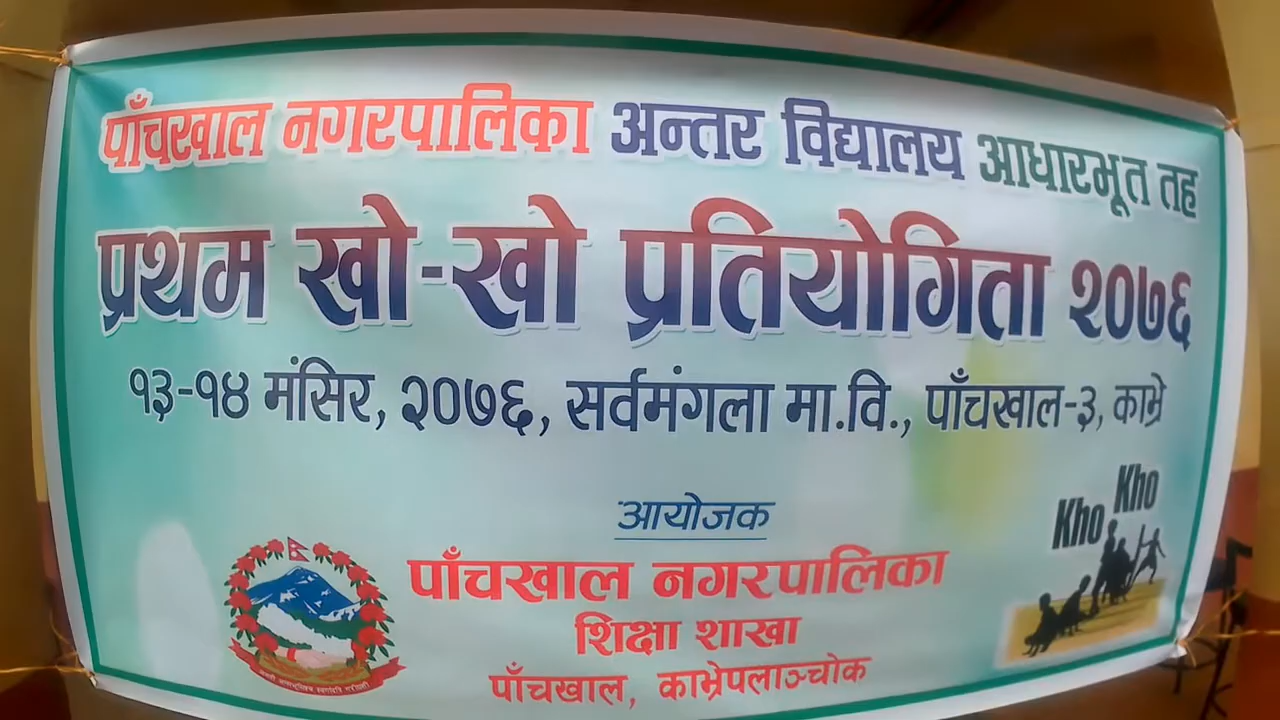 पाँचखाल नगरपालिका अन्तर विद्यालय आधारभूत तह
प्रथम खो-खो प्रतियोगिता २०७६
१३-१४ मंसिर, २०७६, सर्वमंगला मा.वि., पाँचखाल-३, काभ्रे
आयोजक
Kho Kho
पाँचखाल नगरपालिका
शिक्षा शाखा
पाँचखाल, काभ्रेपलाञ्चोक